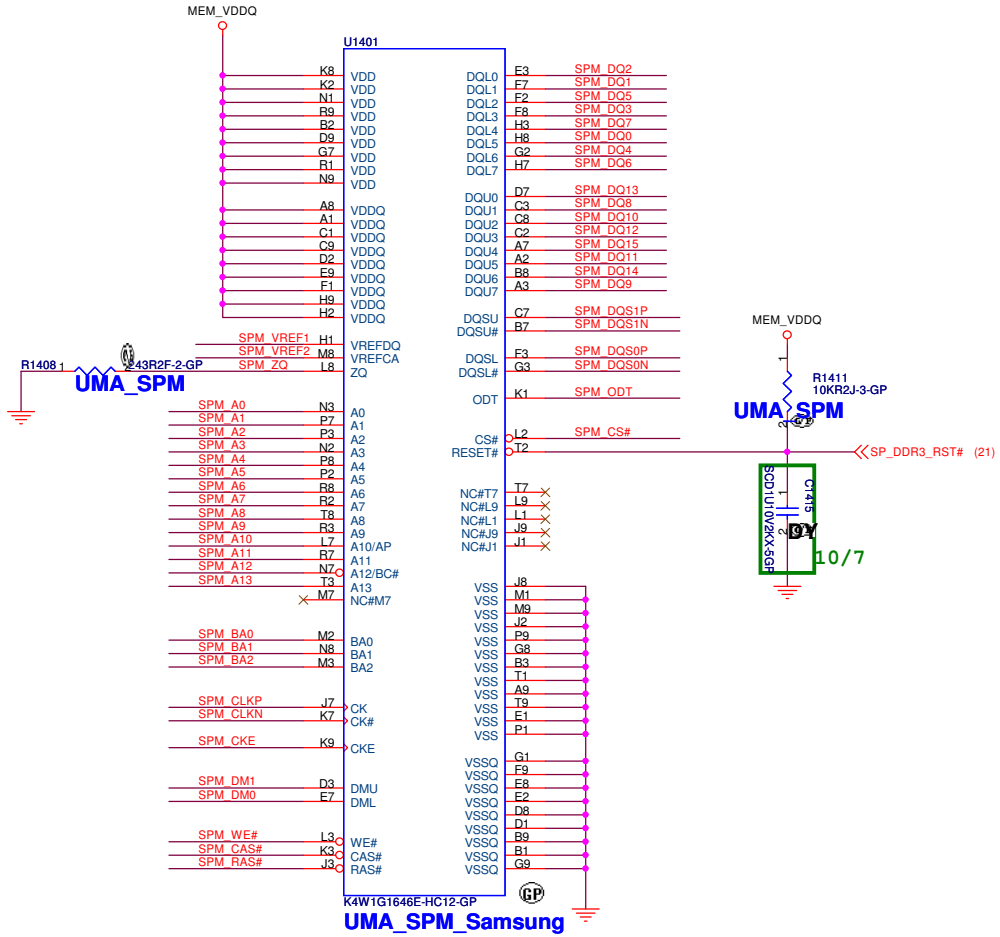 MEM_VDDQ
U1401
K8 VDD DQL0 E3 SPM_DQ2
K2 VDD DQL1 F7 SPM_DQ1
N1 VDD DQL2 F2 SPM_DQ5
R9 VDD DQL3 F8 SPM_DQ3
B2 VDD DQL4 H3 SPM_DQ7
D9 VDD DQL5 H8 SPM_DQ0
G7 VDD DQL6 G2 SPM_DQ4
R1 VDD DQL7 H7 SPM_DQ6
N9 VDD
DQU0 D7 SPM_DQ13
A8 VDDQ DQU1 C3 SPM_DQ8
A1 VDDQ DQU2 C8 SPM_DQ10
C1 VDDQ DQU3 C2 SPM_DQ12
C9 VDDQ DQU4 A7 SPM_DQ15
D2 VDDQ DQU5 A2 SPM_DQ11
E9 VDDQ DQU6 B8 SPM_DQ14
F1 VDDQ DQU7 A3 SPM_DQ9
H9 VDDQ
H2 VDDQ DQSU C7 SPM_DQS1P
DQSU# B7 SPM_DQS1N
MEM_VDDQ
SPM_VREF1 H1 VREFDQ
SPM_VREF2 M8 VREFCA DQSL F3 SPM_DQS0P
R1408 1 243R2F-2-GP SPM_ZQ L8 ZQ DQSL# G3 SPM_DQS0N
UMA_SPM
1
R1411
10KR2J-3-GP
ODT K1 SPM_ODT
UMA_SPM
2
SPM_A0 N3 A0
SPM_A1 P7 A1
SPM_A2 P3 A2 CS# L2 SPM_CS#
SPM_A3 N2 A3 RESET# T2 SP_DDR3_RST# (21)
SPM_A4 P8 A4
SPM_A5 P2 A5
SPM_A6 R8 A6 NC#T7 T7
SPM_A7 R2 A7 NC#L9 L9
SPM_A8 T8 A8 NC#L1 L1
SPM_A9 R3 A9 NC#J9 J9
SPM_A10 L7 A10/AP NC#J1 J1
SPM_A11 R7 A11
SPM_A12 N7 A12/BC#
SPM_A13 T3 A13
M7 NC#M7
SCD1U10V2KX-5GP
C1415
1
2
DY
10/7
VSS J8
VSS M1
VSS M9
VSS J2
SPM_BA0 M2 BA0 VSS P9
SPM_BA1 N8 BA1 VSS G8
SPM_BA2 M3 BA2 VSS B3
VSS T1
VSS A9
SPM_CLKP J7 CK VSS T9
SPM_CLKN K7 CK# VSS E1
VSS P1
SPM_CKE K9 CKE
VSSQ G1
VSSQ F9
SPM_DM1 D3 DMU VSSQ E8
SPM_DM0 E7 DML VSSQ E2
VSSQ D8
VSSQ D1
SPM_WE# L3 WE# VSSQ B9
SPM_CAS# K3 CAS# VSSQ B1
SPM_RAS# J3 RAS# VSSQ G9
K4W1G1646E-HC12-GP
GP
UMA_SPM_Samsung